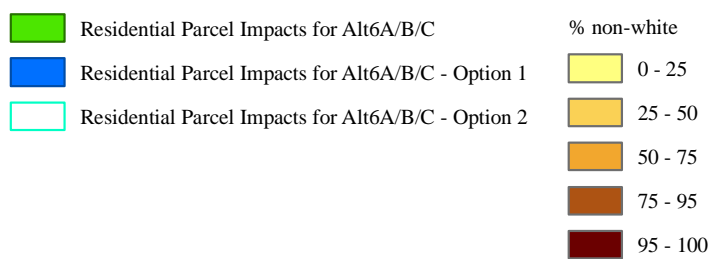 Residential Parcel Impacts for Alt6A/B/C
Residential Parcel Impacts for Alt6A/B/C - Option 1
Residential Parcel Impacts for Alt6A/B/C - Option 2
% non-white
0 - 25
25 - 50
50 - 75
75 - 95
95 - 100